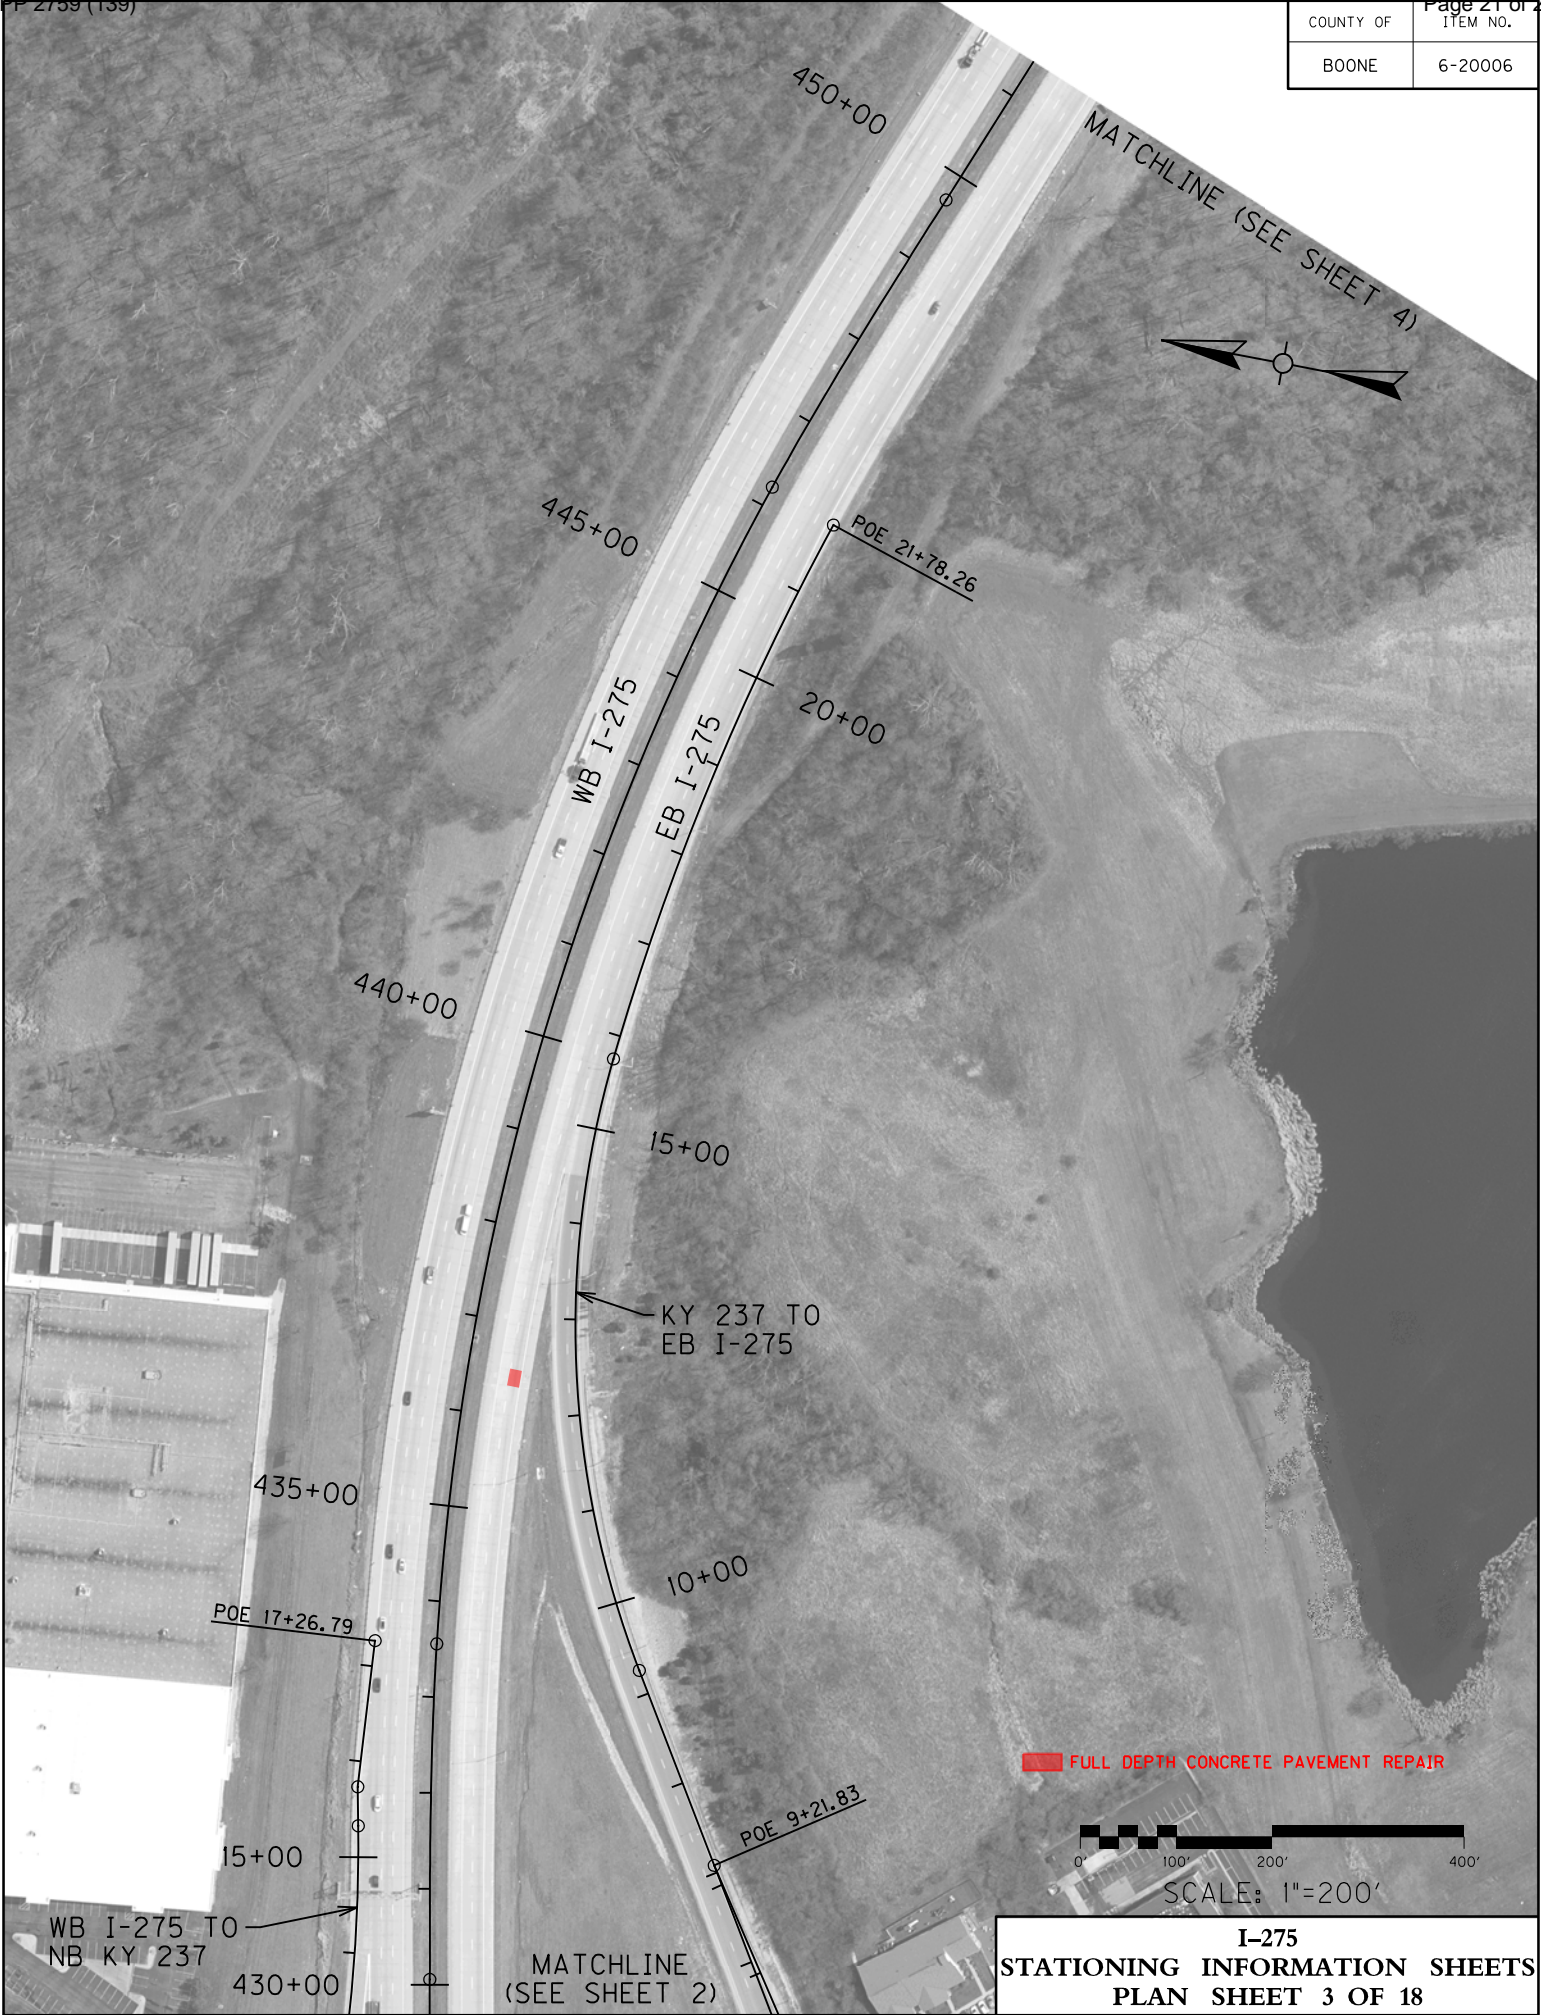 PP 2759 (139)
Page 21 of 2
COUNTY OF
ITEM NO.
BOONE
6-20006
450+00
MATCHLINE (SEE SHEET 4)
445+00
POE 21+78.26
WB I-275
EB I-275
20+00
440+00
15+00
KY 237 TO
EB I-275
435+00
10+00
POE 17+26.79
FULL DEPTH CONCRETE PAVEMENT REPAIR
POE 9+21.83
15+00
0'
100'
200'
400'
SCALE: 1"=200'
WB I-275 TO
NB KY 237
430+00
MATCHLINE
(SEE SHEET 2)
I-275
STATIONING INFORMATION SHEETS
PLAN SHEET 3 OF 18